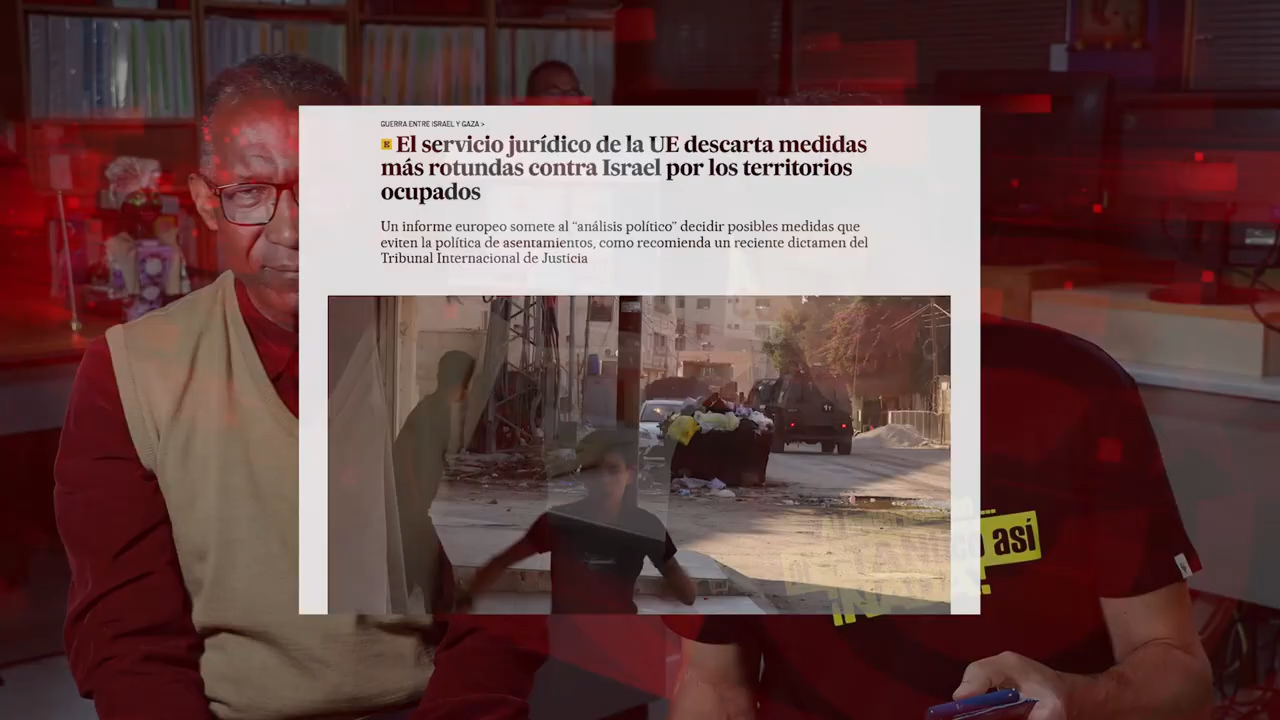 GUERRA ENTRE ISRAEL Y GAZA >
E El servicio jurídico de la UE descarta medidas
más rotundas contra Israel por los territorios
ocupados
Un informe europeo somete al “análisis político” decidir posibles medidas que
eviten la política de asentamientos, como recomienda un reciente dictamen del
Tribunal Internacional de Justicia
así